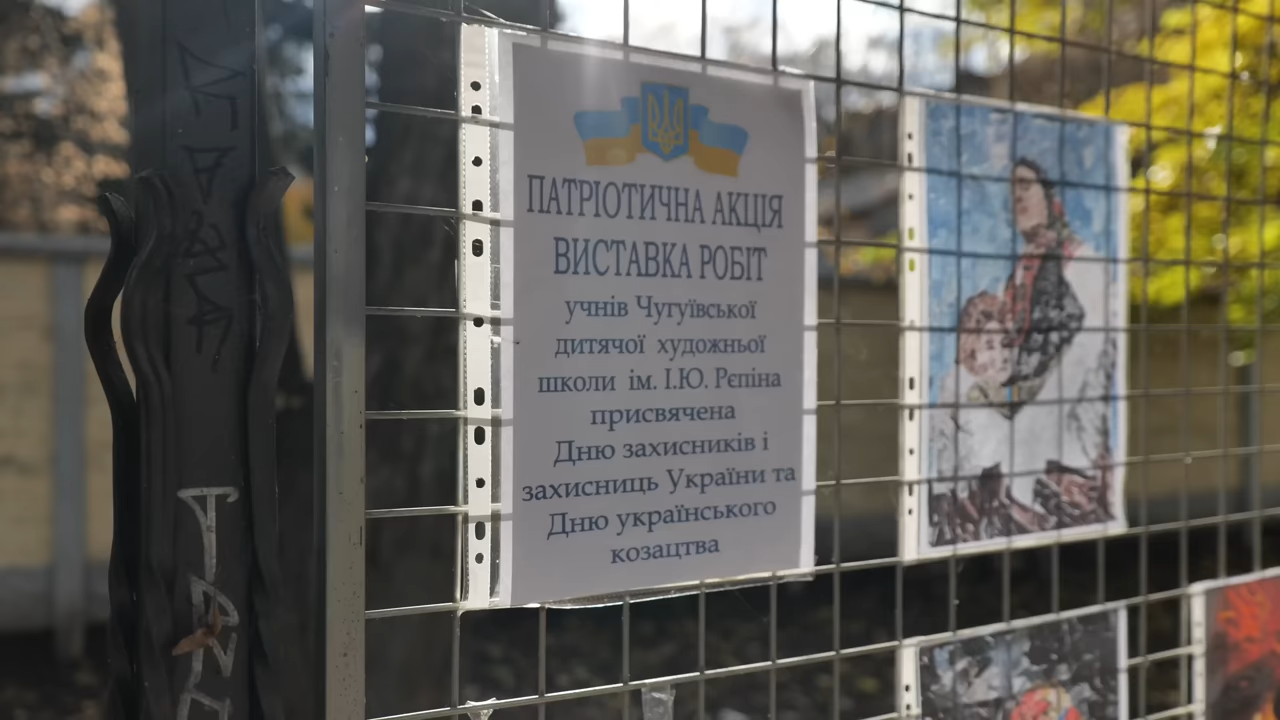 ПАТРІОТИЧНА АКЦІЯ
ВИСТАВКА РОБІТ
учнів Чугуївської
дитячої художньої
школи ім. І.Ю. Рєпіна
присвячена
Дню захисників і
захисниць України та
Дню українського
козацтва